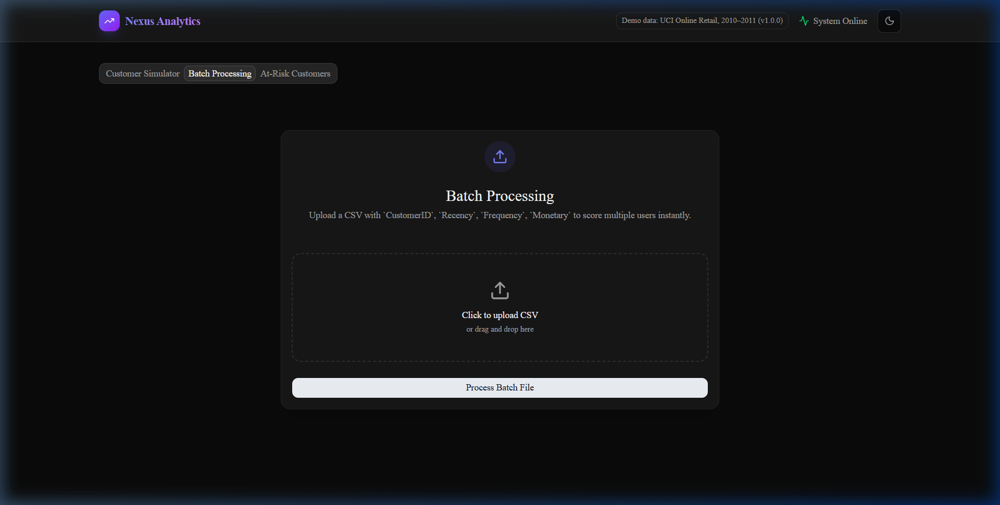 Nexus Analytics
Demo data: UCI Online Retail, 2010–2011 (v1.0.0)
System Online
Customer Simulator
Batch Processing
At-Risk Customers
Batch Processing
Upload a CSV with `CustomerID`, `Recency`, `Frequency`, `Monetary` to score multiple users instantly.
Click to upload CSV
or drag and drop here
Process Batch File